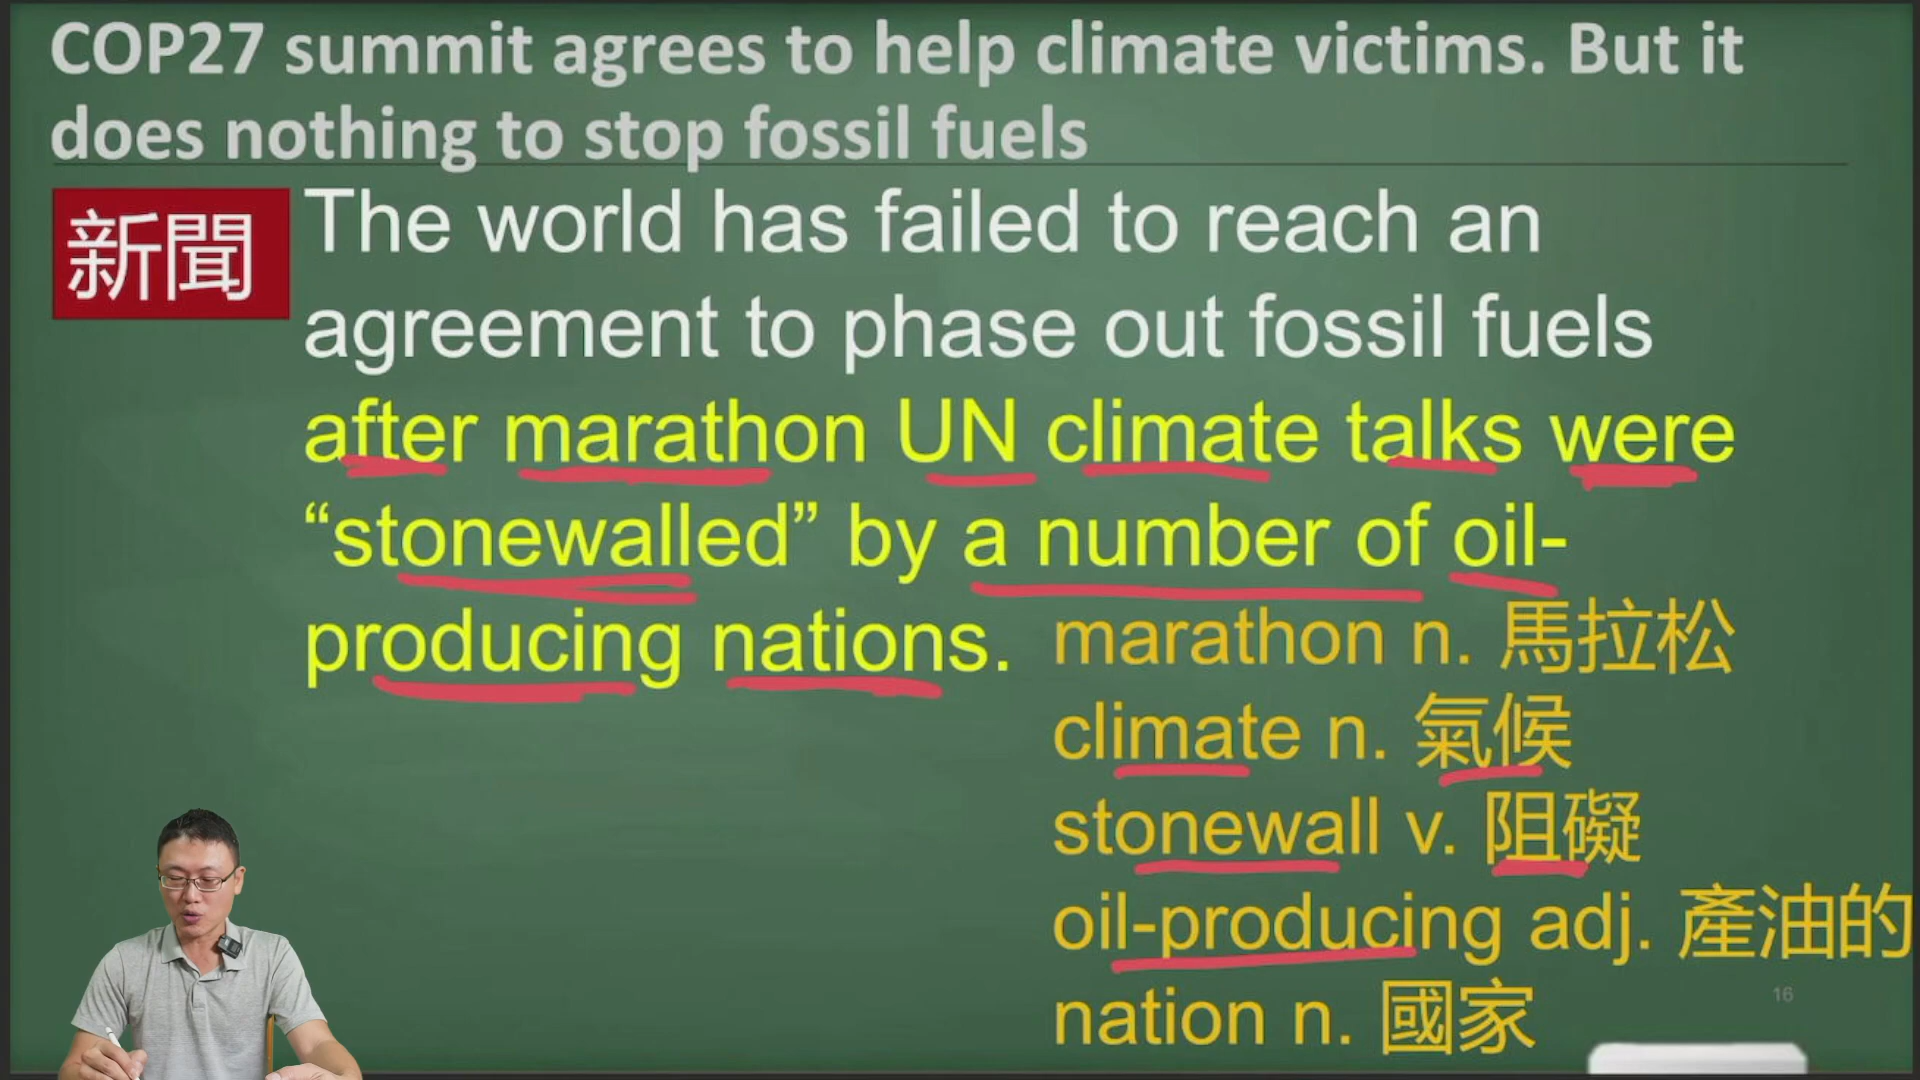 COP27 summit agrees to help climate victims. But it
does nothing to stop fossil fuels
新聞
The world has failed to reach an
agreement to phase out fossil fuels
after marathon UN climate talks were
“stonewalled” by a number of oil-
producing nations.
marathon n. 馬拉松
climate n. 氣候
stonewall v. 阻礙
oil-producing adj. 產油的
nation n. 國家
16